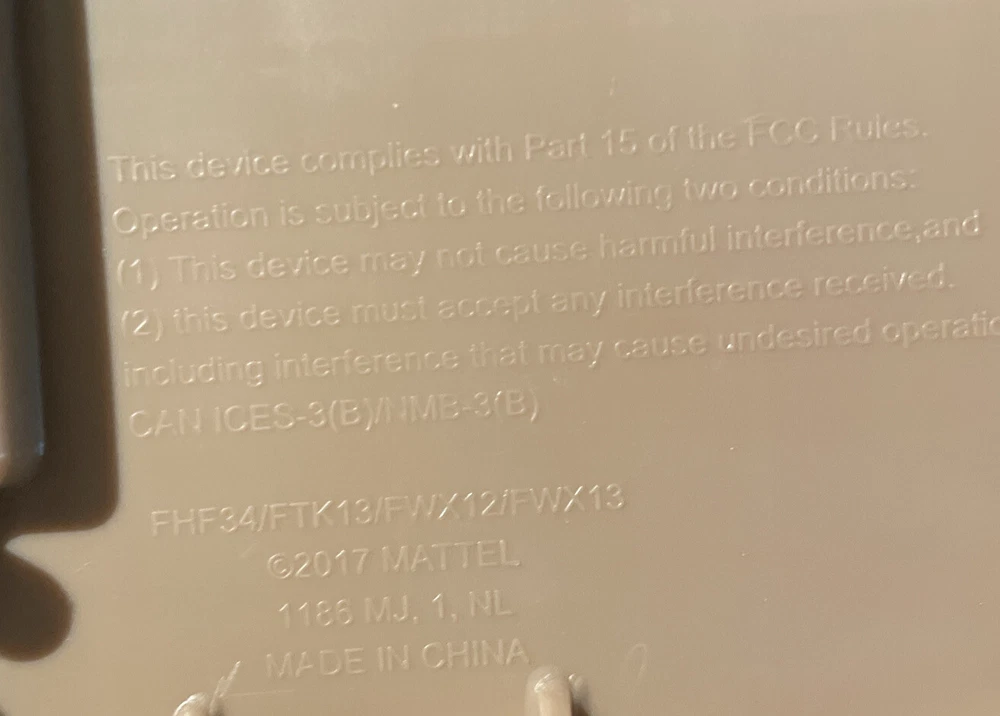 This device complies with Part 15 of the FCC Rules.
Operation is subject to the following two conditions:
(1) This device may not cause harmful interference,and
(2) this device must accept any interference received.
including interference that may cause undesired operatio
CAN ICES-3(B)/NMB-3(B)
FHF34/FTK13/FWX12/FWX13
©2017 MATTEL
1186 MJ, 1, NL
MADE IN CHINA